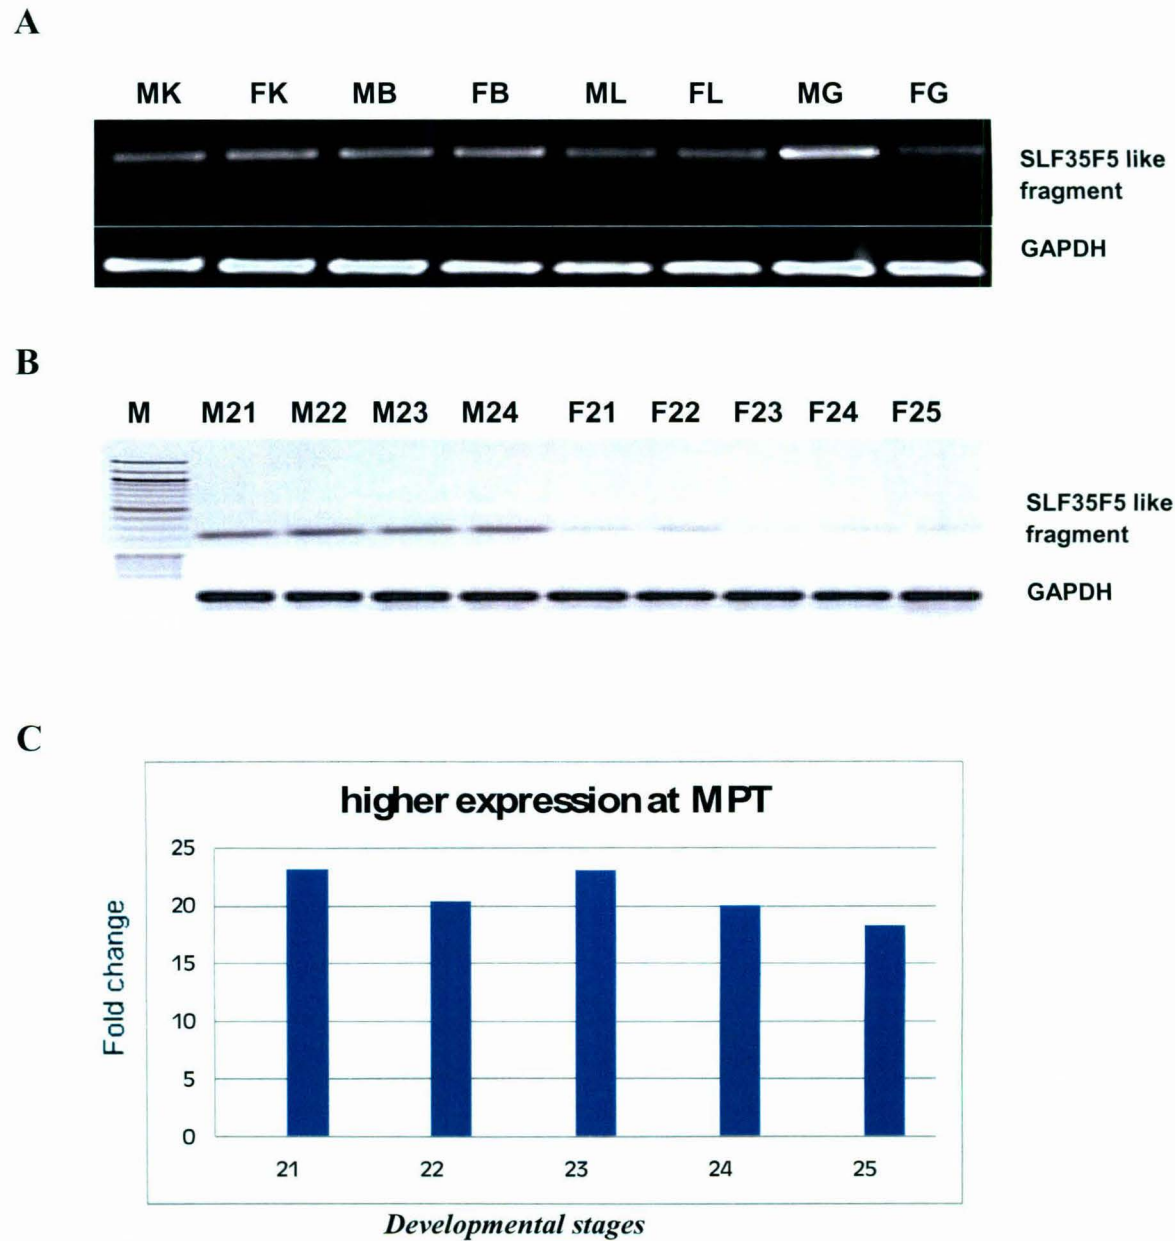 A
MK FK MB FB ML FL MG FG
SLF35F5 like
fragment
GAPDH
B
M M21 M22 M23 M24 F21 F22 F23 F24 F25
SLF35F5 like
fragment
GAPDH
C
higher expression at MPT
25
20
15
10
5
0
Fold change
21 22 23 24 25
Developmental stages